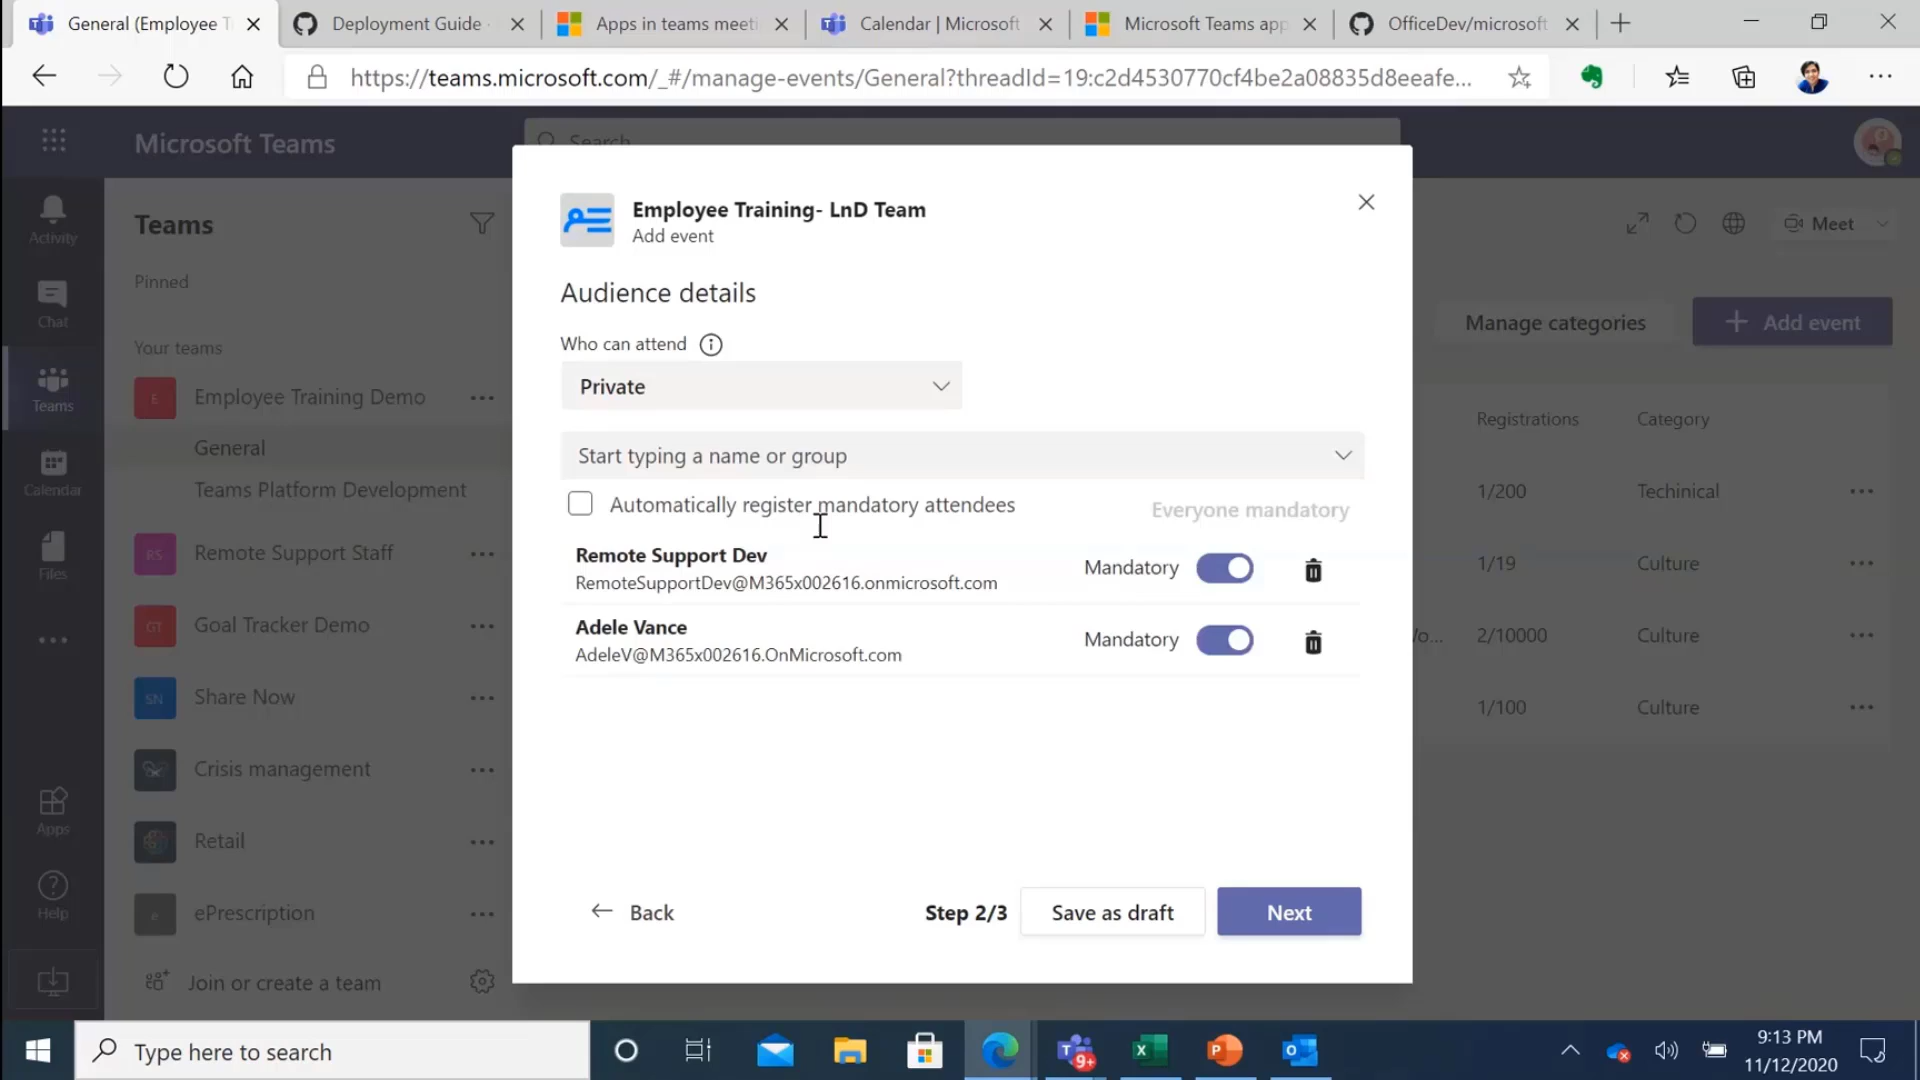 General (Employee T
Deployment Guide ·
Apps in teams meeti
Calendar | Microsoft
Microsoft Teams app
OfficeDev/microsoft
https://teams.microsoft.com/_#/manage-events/General?threadId=19:c2d4530770cf4be2a08835d8eeafe...
Microsoft Teams
Search
Activity
Chat
Teams
Calendar
Files
Apps
Help
Teams
Pinned
Your teams
E
Employee Training Demo
General
Teams Platform Development
RS
Remote Support Staff
GT
Goal Tracker Demo
SN
Share Now
Crisis management
Retail
e
ePrescription
Join or create a team
Employee Training- LnD Team
Add event
Audience details
Who can attend
Private
Start typing a name or group
Automatically register mandatory attendees
Everyone mandatory
Remote Support Dev
RemoteSupportDev@M365x002616.onmicrosoft.com
Mandatory
Adele Vance
AdeleV@M365x002616.OnMicrosoft.com
Mandatory
Back
Step 2/3
Save as draft
Next
Meet
Manage categories
Add event
Registrations
Category
1/200
Techinical
1/19
Culture
2/10000
Culture
1/100
Culture
Type here to search
9+
9:13 PM
11/12/2020